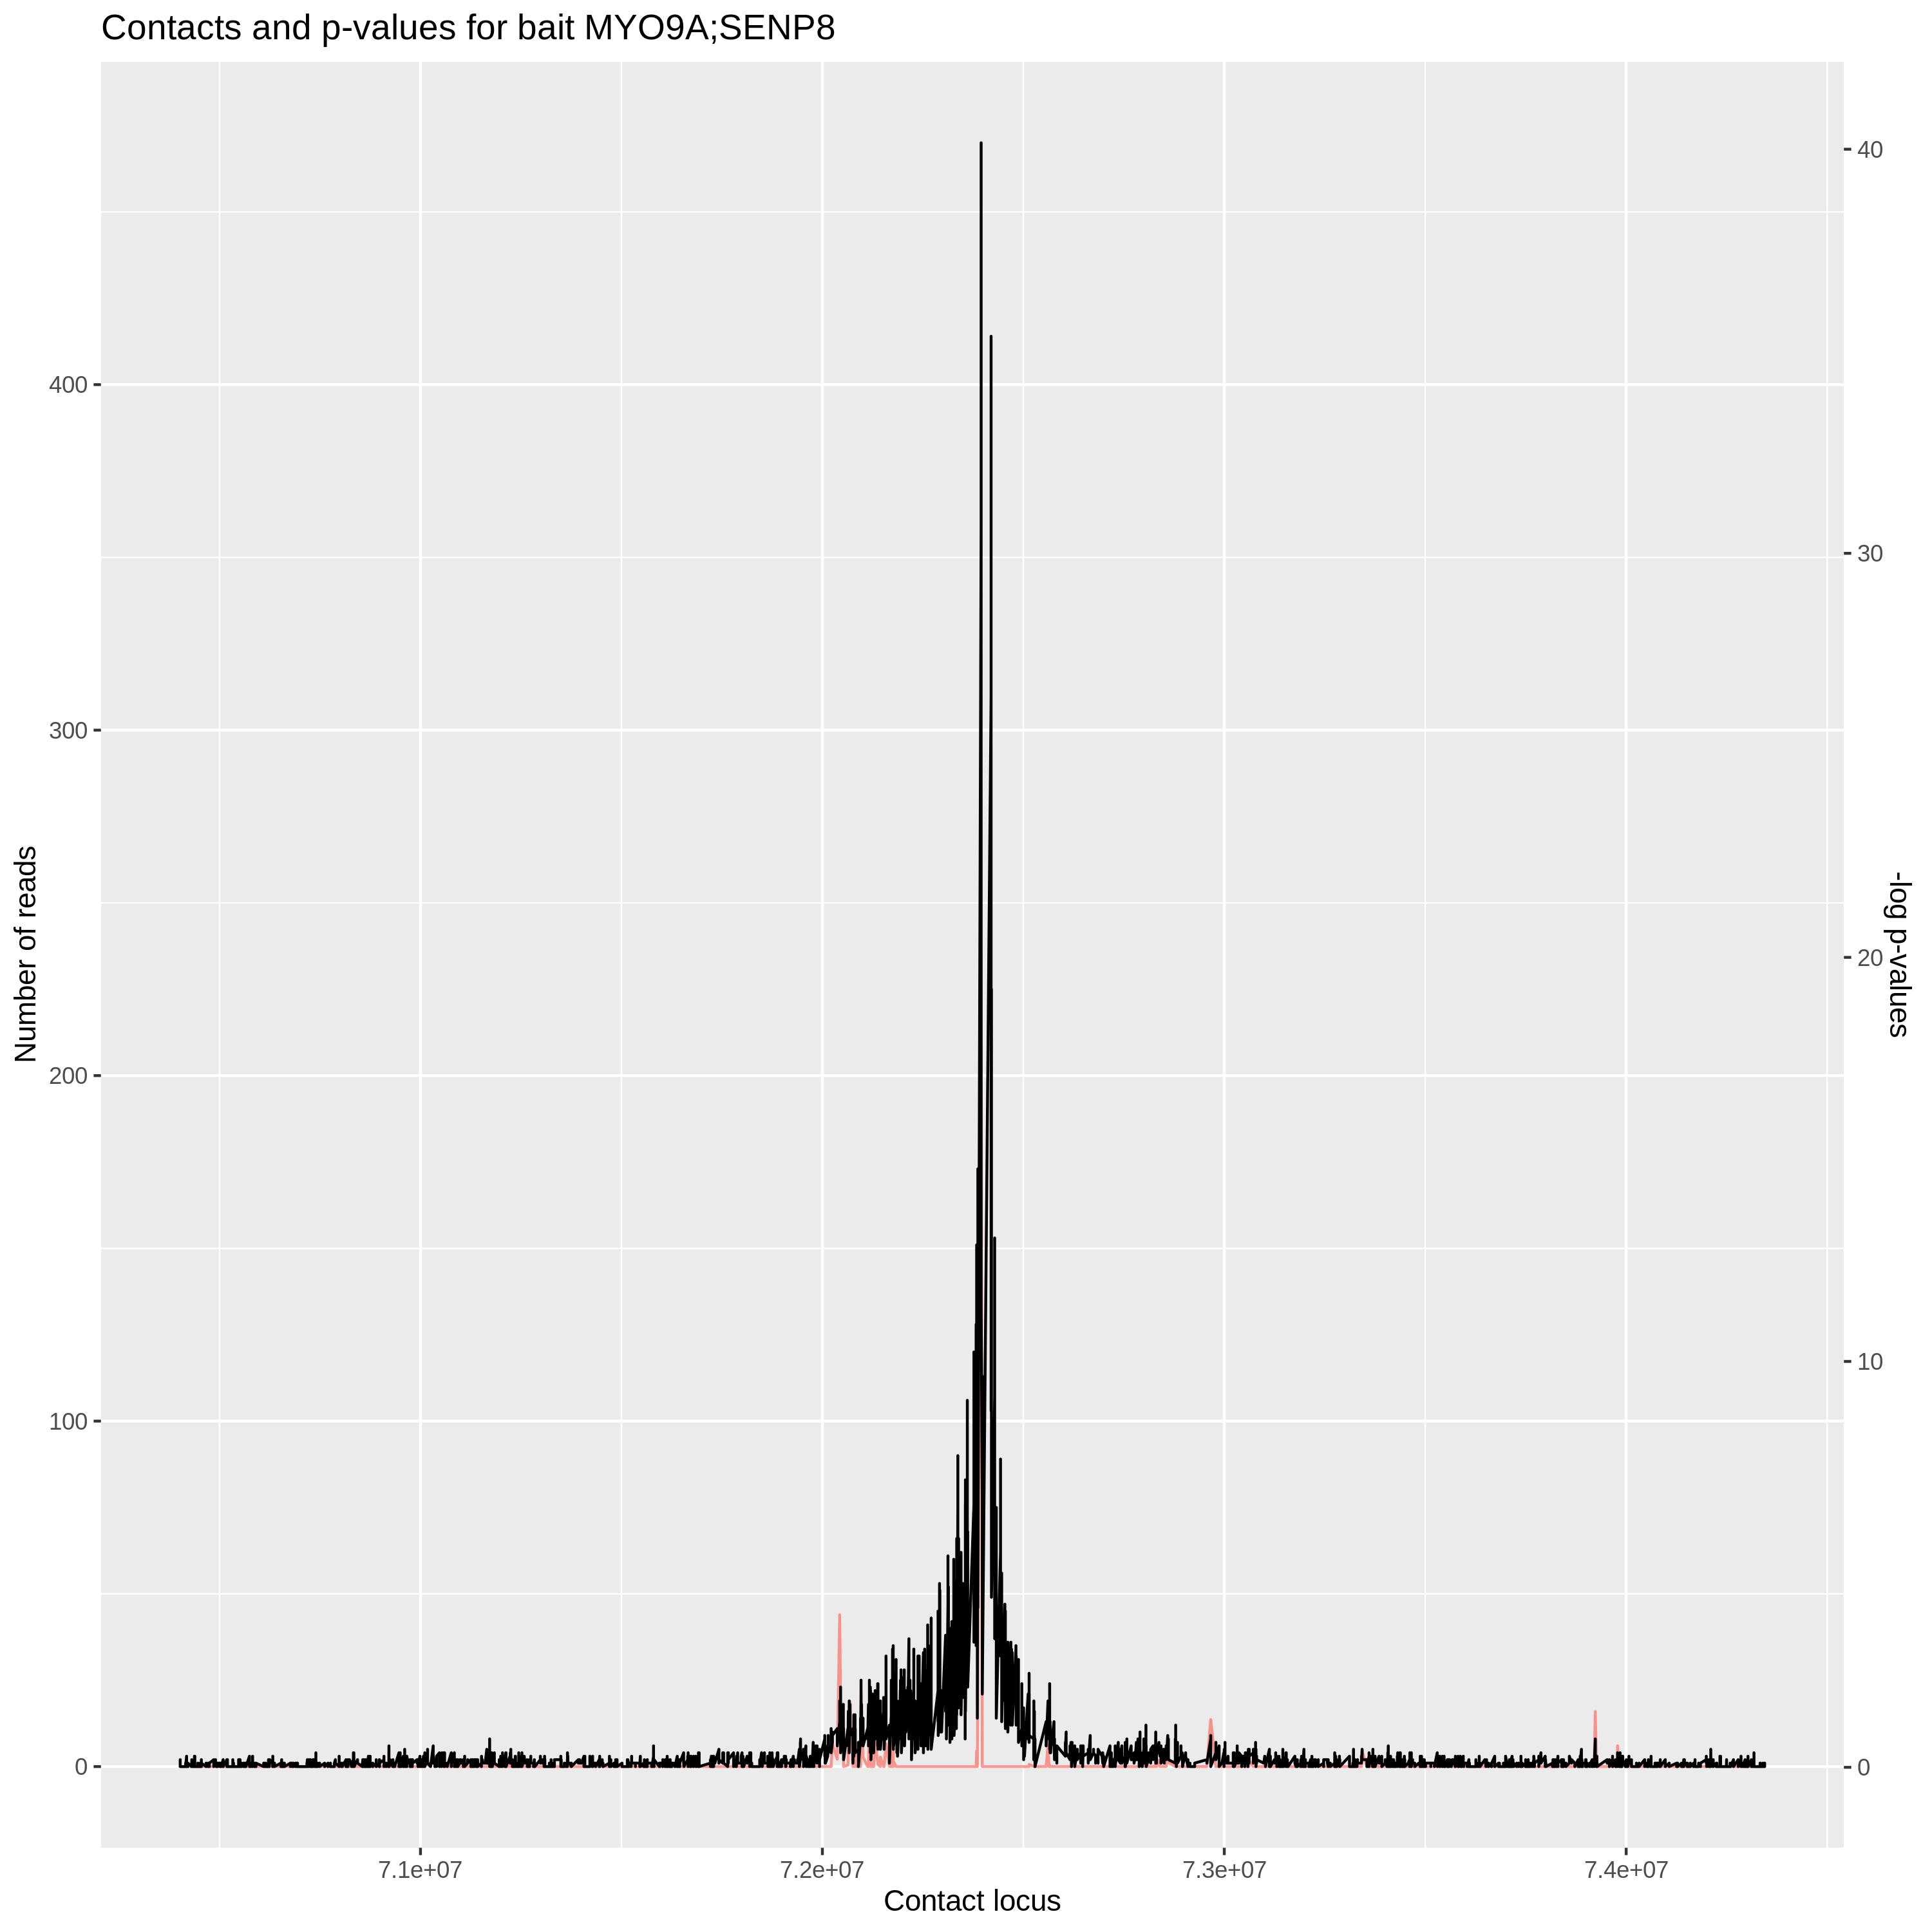 Contacts and p-values for bait MYO9A;SENP8
Number of reads
400
300
200
100
0
40
30
20
10
0
-log p-values
7.1e+07
7.2e+07
7.3e+07
7.4e+07
Contact locus